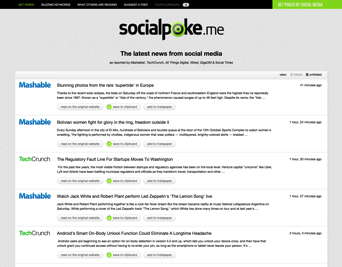 GET POKED BUZZING KEYWORDS WHAT OTHERS ARE READING SUGGEST A FEED
GET POKED BY SOCIAL MEDIA
socialpoke.me
The latest news from social media
as reported by Mashable, TechCrunch, All Things Digital, Wired, GigaOM & Social Times
unfolded
Mashable Stunning photos from the rare 'supertide' in Europe 47 minutes ago
Thanks to the recent solar eclipse, the tides on Saturday off the coast of northern France and southwestern England were the highest they've reportedly
been since 1997. Known as a "supertide" or "tide of the century," the phenomenon caused surges of up to 46 feet high. Despite its name, the "tide ...
read on the original website save to clipboard add to Instapaper
Mashable Bolivian women fight for glory in the ring, freedom outside it 1 hour, 24 minutes ago
Every Sunday afternoon in the city of El Alto, hundreds of Bolivians and tourists queue at the door of the 12th October Sports Complex to watch women's
wrestling. The fighting is performed by cholitas: indigenous women that wear polleras — multilayered, brightly colored skirts — braided ...
read on the original website save to clipboard add to Instapaper
TechCrunch The Regulatory Fault Line For Startups Moves To Washington 1 hour, 30 minutes ago
For the past few years, the most visible friction between startups and regulatory agencies has been on the local level. Venture-capital "unicorns" like Uber,
Lyft and Airbnb have been battling municipal regulations and officials as they transform travel, transportation and other ...
read on the original website save to clipboard add to Instapaper
Mashable Watch Jack White and Robert Plant perform Led Zeppelin's 'The Lemon Song' live 1 hour, 37 minutes ago
Jack White and Robert Plant performing together is like a rock fan fever dream But the dream became reality at music festival Lollapalooza Argentina on
Saturday. White performing a cover of the Led Zeppelin track "The Lemon Song," which White has done many times on tour and at last year's ...
read on the original website save to clipboard add to Instapaper
TechCrunch Android's Smart On-Body Unlock Function Could Eliminate A Longtime Headache 2 hours, 3 minutes ago
Android users are beginning to see an option for on-body detection in version 5.0 and up, which lets you unlock your device once, and then have that
unlock grant you continued access without having to re-enter your pin, so long as the smartphone or tablet never leaves your person. It's ...
read on the original website save to clipboard add to Instapaper